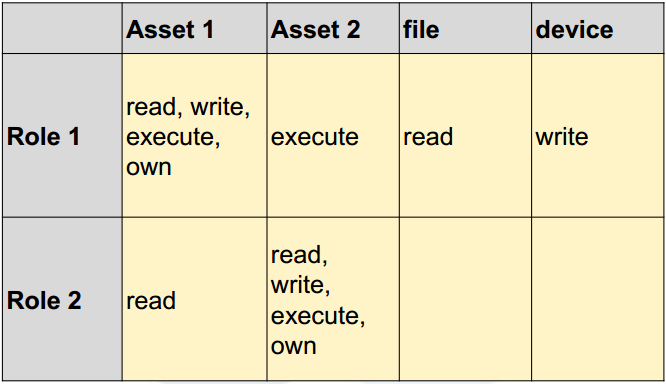 Asset 1 Asset 2 file device
read, write,
Role 1 execute, execute read write
own
read,
write,
Role 2 read execute,
own